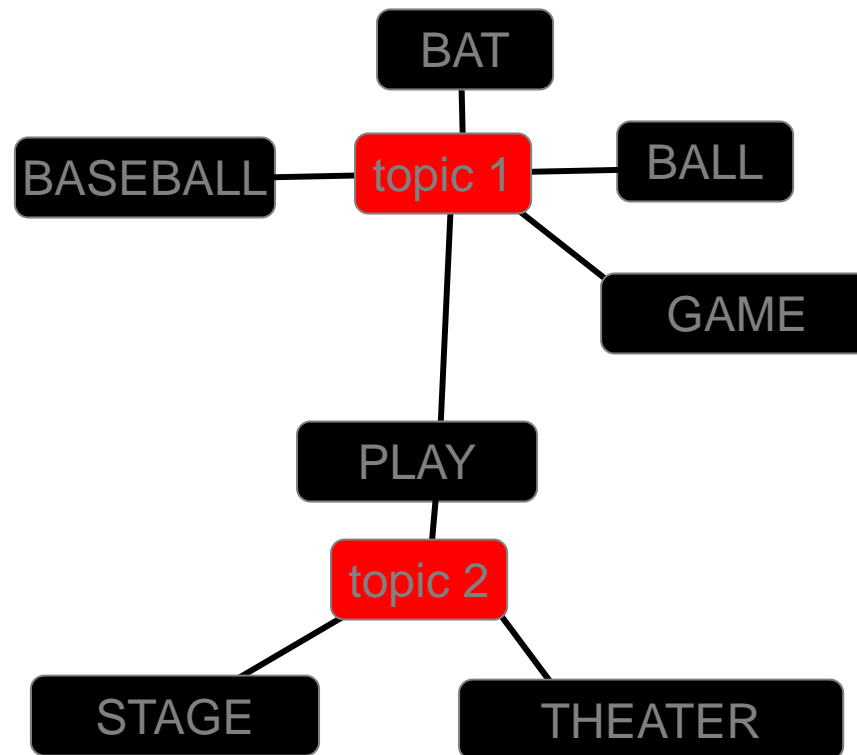 BAT
BASEBALL
topic 1
BALL
GAME
PLAY
topic 2
STAGE
THEATER